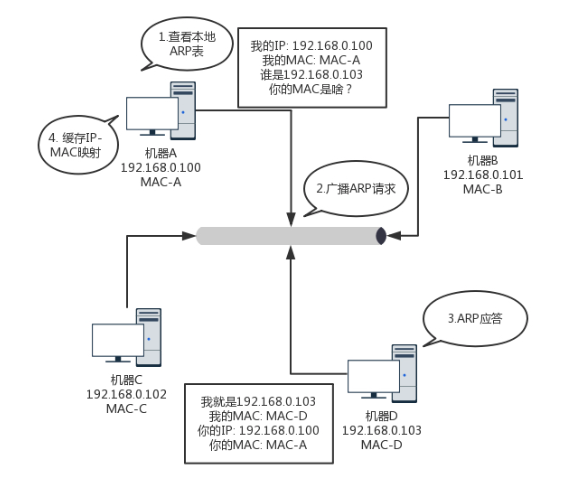 1.查看本地
ARP表
我的IP: 192.168.0.100
我的MAC: MAC-A
谁是192.168.0.103
你的MAC是啥？
4. 缓存IP-
MAC映射
机器A
192.168.0.100
MAC-A
机器B
192.168.0.101
MAC-B
2.广播ARP请求
3.ARP应答
机器C
192.168.0.102
MAC-C
我就是192.168.0.103
我的MAC: MAC-D
你的IP: 192.168.0.100
你的MAC: MAC-A
机器D
192.168.0.103
MAC-D